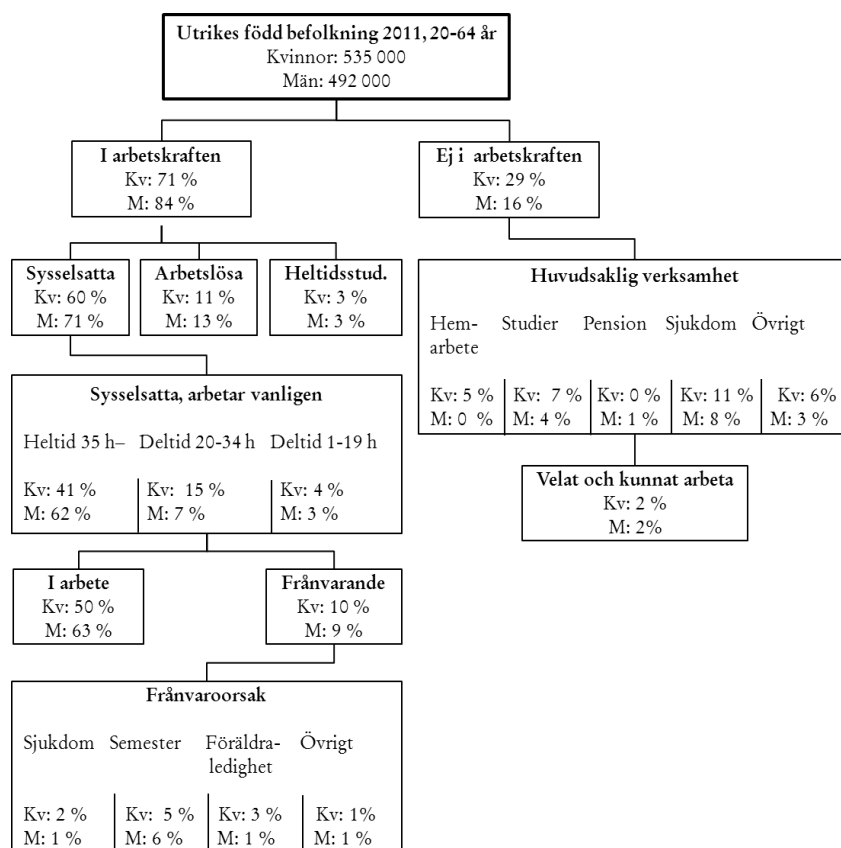 Utrikes född befolkning 2011, 20-64 år
Kvinnor: 535 000
Män: 492 000
I arbetskraften
Kv: 71 %
M: 84 %
Ej i arbetskraften
Kv: 29 %
M: 16 %
Sysselsatta
Kv: 60 %
M: 71 %
Arbetslösa
Kv: 11 %
M: 13 %
Heltidsstud.
Kv: 3 %
M: 3 %
Huvudsaklig verksamhet
Hem- Studier Pension Sjukdom Övrigt
arbete
Kv: 5 % Kv: 7 % Kv: 0 % Kv: 11 % Kv: 6%
M: 0 % M: 4 % M: 1 % M: 8 % M: 3 %
Sysselsatta, arbetar vanligen
Heltid 35 h– Deltid 20-34 h Deltid 1-19 h
Kv: 41 % Kv: 15 % Kv: 4 %
M: 62 % M: 7 % M: 3 %
Velat och kunnat arbeta
Kv: 2 %
M: 2%
I arbete
Kv: 50 %
M: 63 %
Frånvarande
Kv: 10 %
M: 9 %
Frånvaroorsak
Sjukdom Semester Föräldra- Övrigt
ledighet
Kv: 2 % Kv: 5 % Kv: 3 % Kv: 1%
M: 1 % M: 6 % M: 1 % M: 1 %